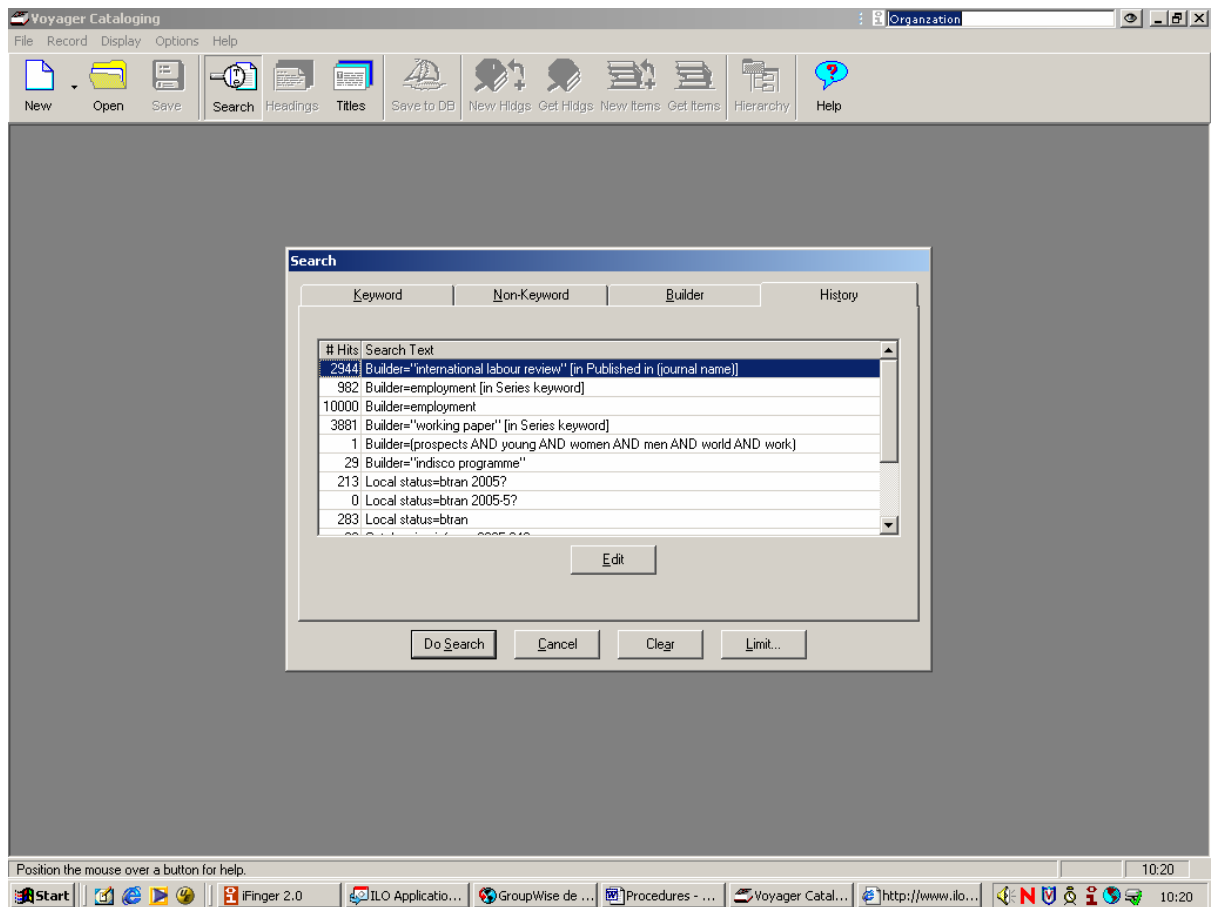 Voyager Cataloging Organzation
File Record Display Options Help
New Open Save Search Headings Titles Save to DB New Hldgs Get Hldgs New Items Get Items Hierarchy Help
Search
Keyword Non-Keyword Builder History
# Hits Search Text
2944 Builder="international labour review" [in Published in (journal name)]
982 Builder=employment [in Series keyword]
10000 Builder=employment
3881 Builder="working paper" [in Series keyword]
1 Builder=(prospects AND young AND women AND men AND world AND work)
29 Builder="indisco programme"
213 Local status=btran 2005?
0 Local status=btran 2005-5?
283 Local status=btran
Edit
Do Search Cancel Clear Limit...
Position the mouse over a button for help. 10:20
Start iFinger 2.0 ILO Applicatio... GroupWise de ... Procedures - ... Voyager Catal... http://www.ilo... 10:20